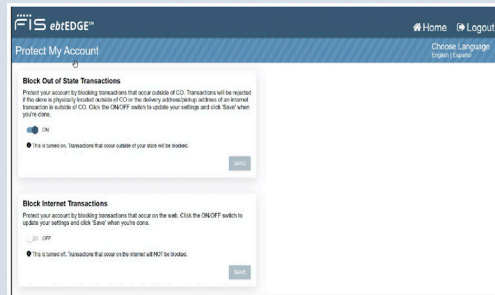 FIS ebtEDGE™
Home Logout
Protect My Account
Choose Language
English | Español
Block Out of State Transactions
Protect your account by blocking transactions that occur outside of CO. Transactions will be rejected
if the store is physically located outside of CO or the delivery address/pickup address of an internet
transaction is outside of CO. Click the ON/OFF switch to update your settings and click 'Save' when
you're done.
ON
This is turned on. Transactions that occur outside of your state will be blocked.
SAVE
Block Internet Transactions
Protect your account by blocking transactions that occur on the web. Click the ON/OFF switch to
update your settings and click 'Save' when you're done.
OFF
This is turned off. Transactions that occur on the internet will NOT be blocked.
SAVE